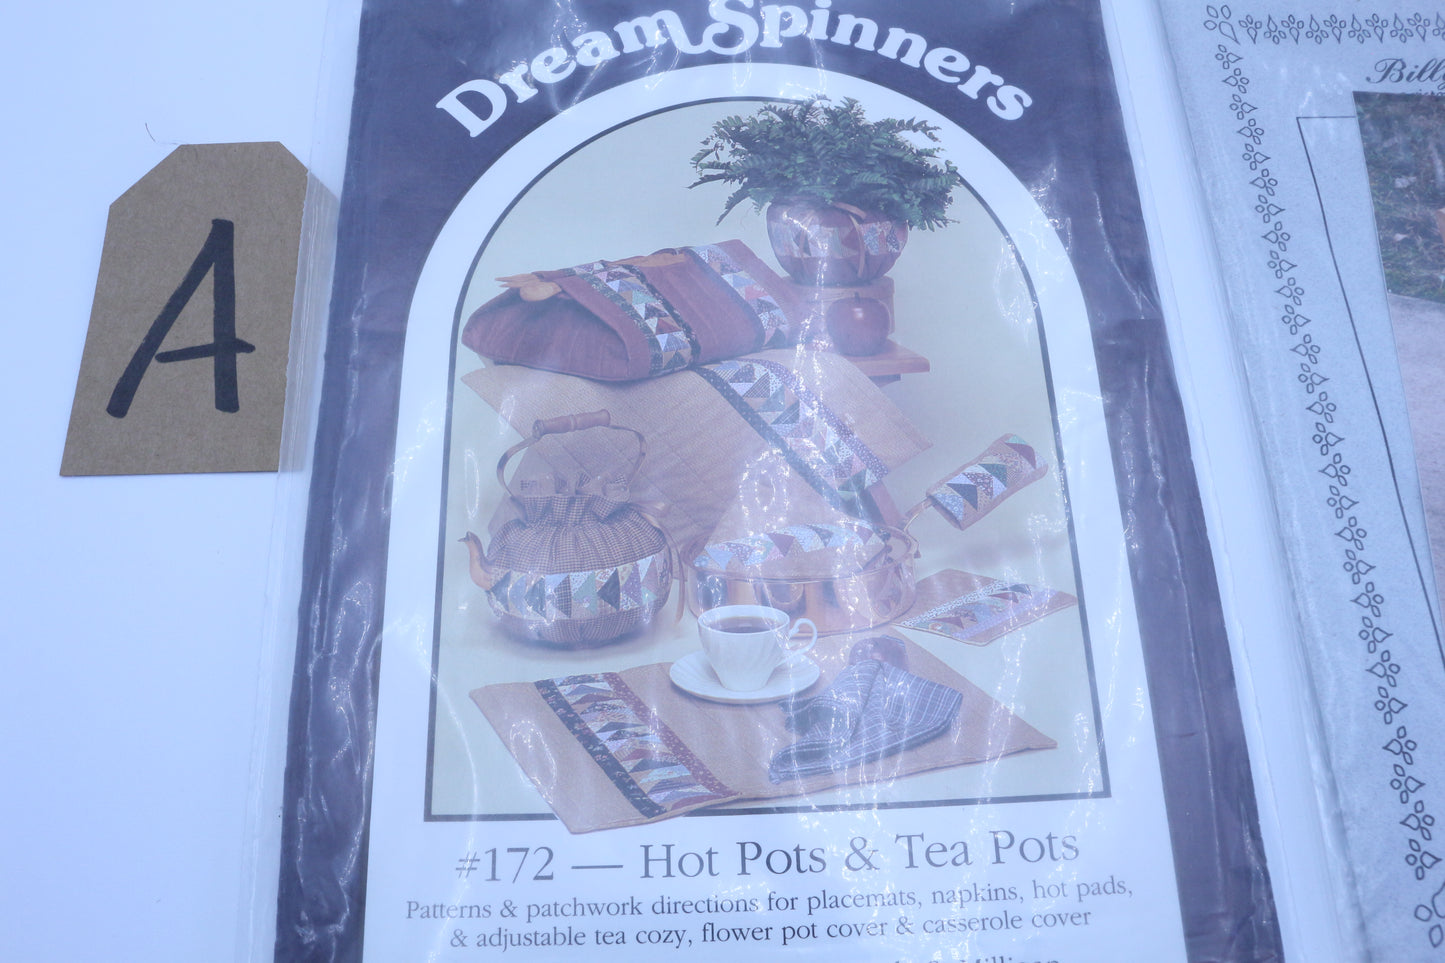 A
Dream Spinners
#172 — Hot Pots & Tea Pots
Patterns & patchwork directions for placemats, napkins, hot pads,
& adjustable tea cozy, flower pot cover & casserole cover
Billy